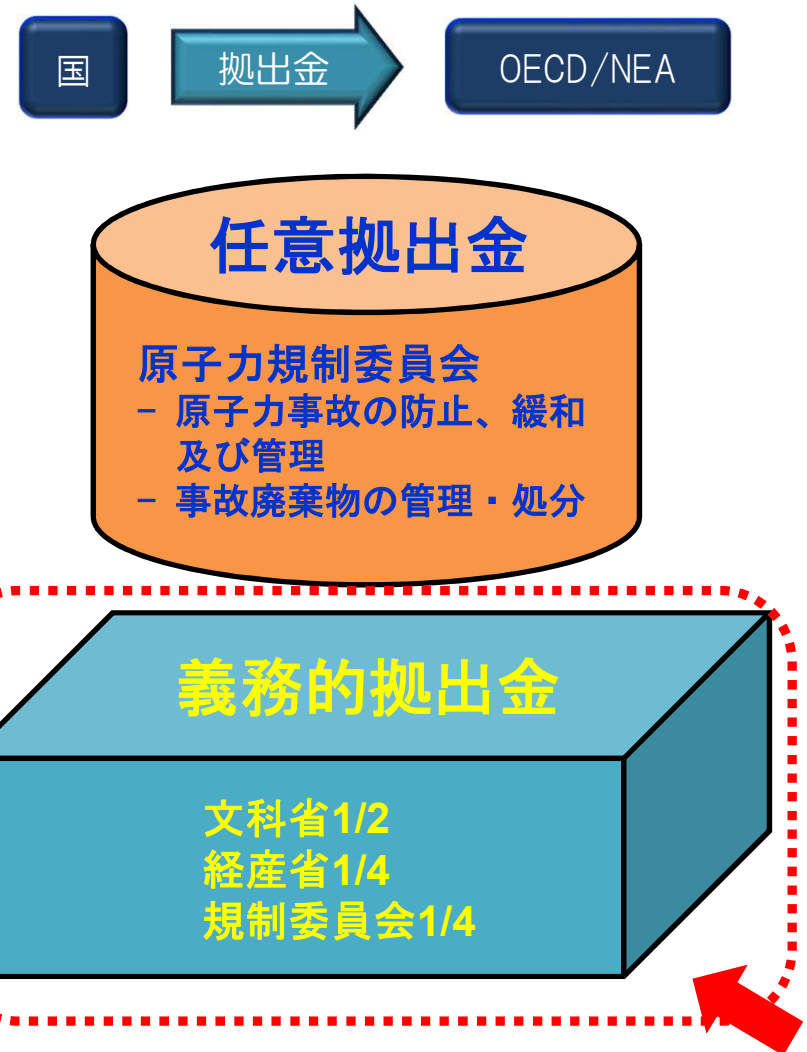 国
拠出金
OECD/NEA
任意拠出金
原子力規制委員会
− 原子力事故の防止、緩和
及び管理
− 事故廃棄物の管理・処分
義務的拠出金
文科省1/2
経産省1/4
規制委員会1/4